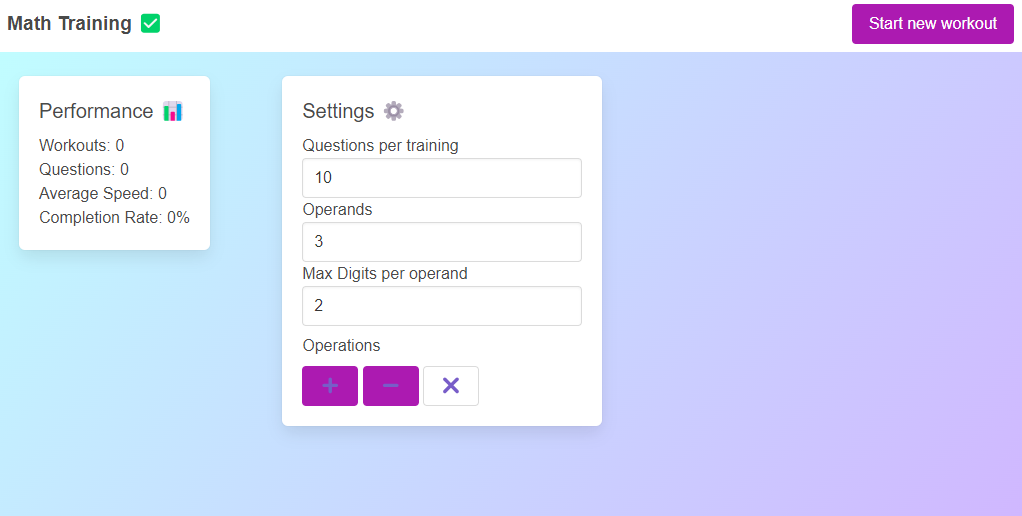 Math Training ✅
Start new workout
Performance 📊
Workouts: 0
Questions: 0
Average Speed: 0
Completion Rate: 0%
Settings ⚙️
Questions per training
10
Operands
3
Max Digits per operand
2
Operations
+ − ×